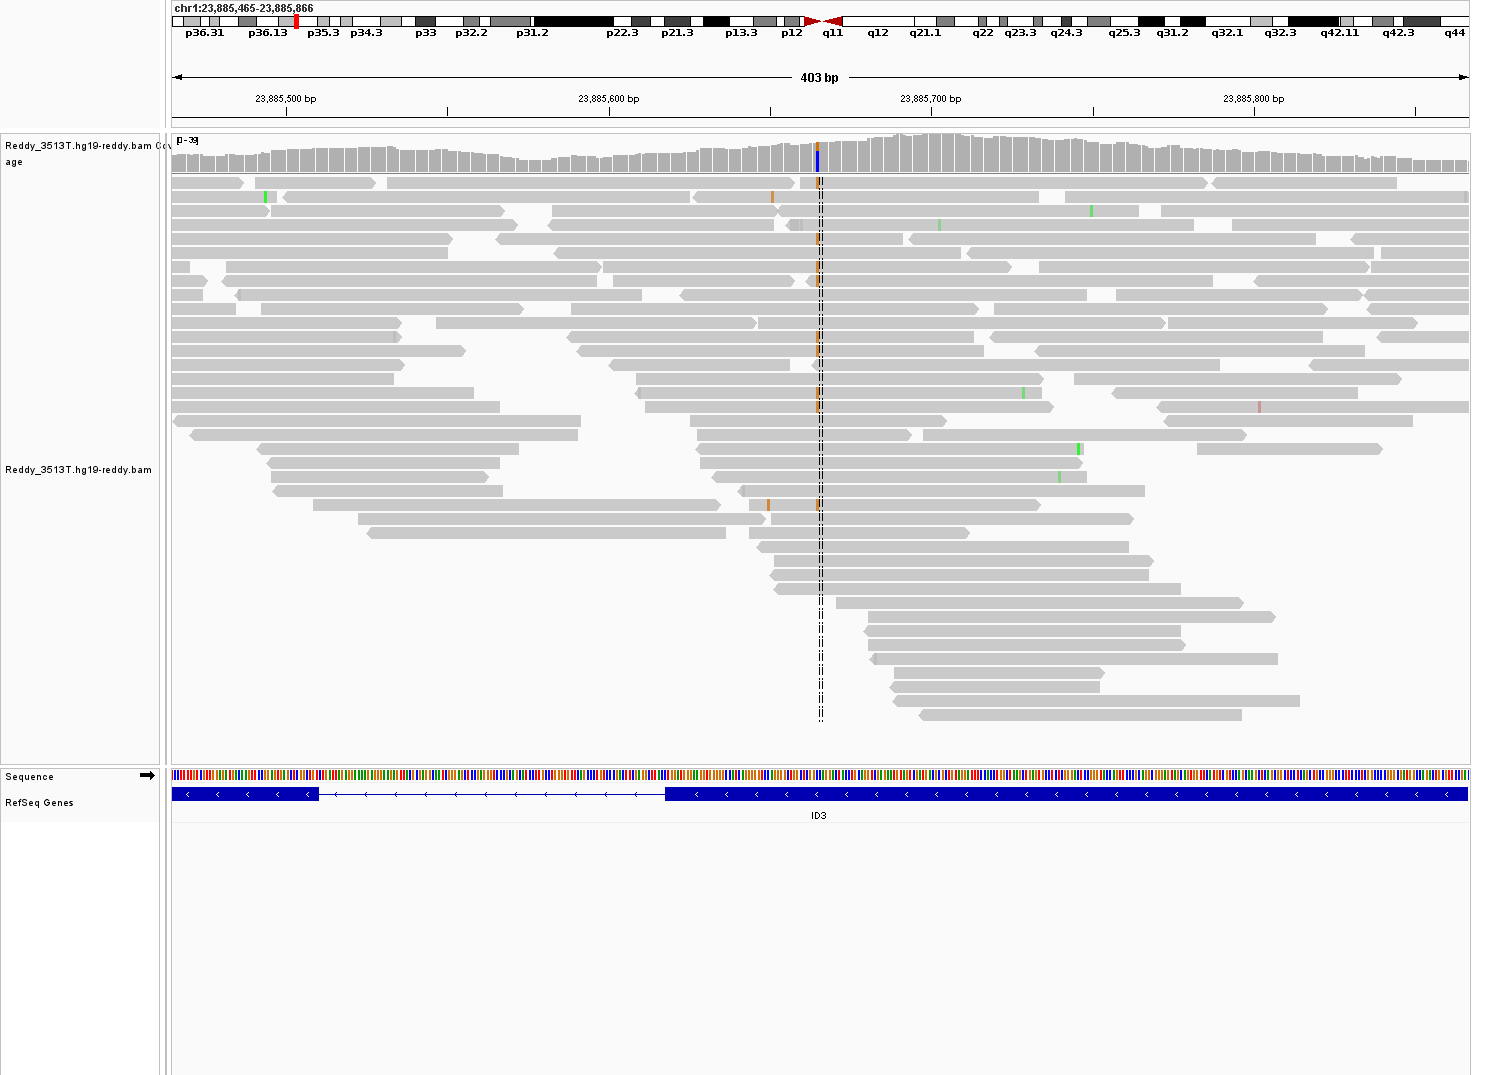 chr1:23,885,465-23,885,866
p36.31 p36.13 p35.3 p34.3 p33 p32.2 p31.2 p22.3 p21.3 p13.3 p12 q11 q12 q21.1 q22 q23.3 q24.3 q25.3 q31.2 q32.1 q32.3 q42.11 q42.3 q44
403 bp
23,885,500 bp 23,885,600 bp 23,885,700 bp 23,885,800 bp
Reddy_3513T.hg19-reddy.bam Cov
age
[0-39]
Reddy_3513T.hg19-reddy.bam
Sequence
RefSeq Genes
ID3